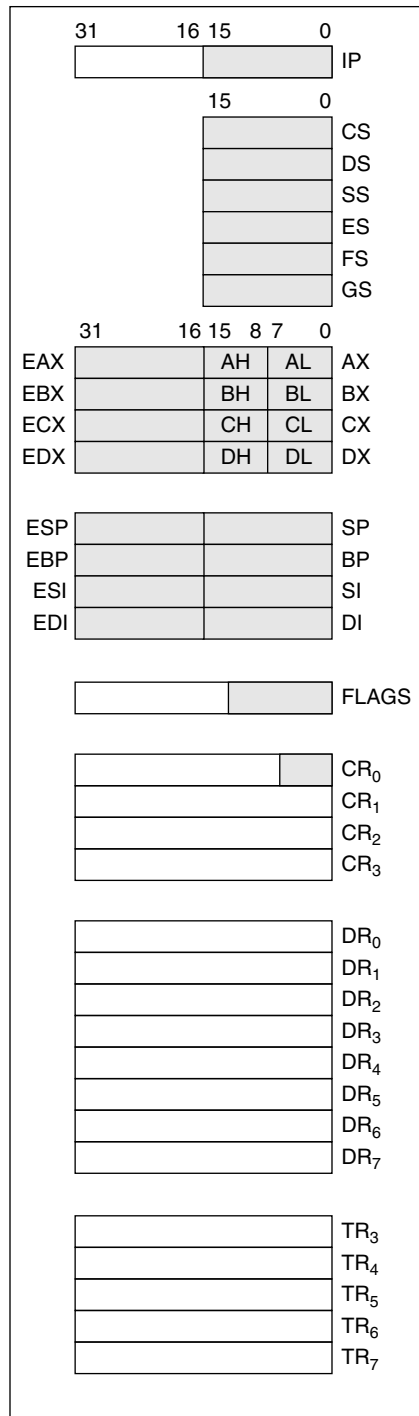 31 16 15 0
IP
15 0
CS
DS
SS
ES
FS
GS
31 16 15 8 7 0
EAX AH AL AX
EBX BH BL BX
ECX CH CL CX
EDX DH DL DX
ESP SP
EBP BP
ESI SI
EDI DI
FLAGS
CR0
CR1
CR2
CR3
DR0
DR1
DR2
DR3
DR4
DR5
DR6
DR7
TR3
TR4
TR5
TR6
TR7